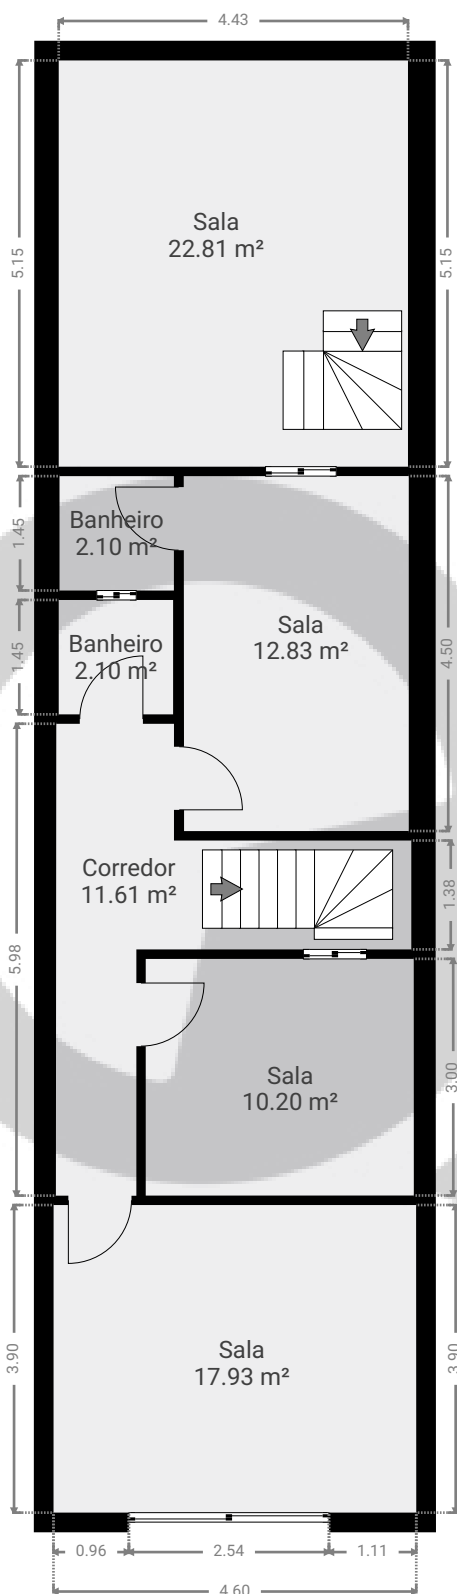 4.43
5.15
5.15
Sala
22.81 m²
1.45
Banheiro
2.10 m²
1.45
Banheiro
2.10 m²
Sala
12.83 m²
4.50
Corredor
11.61 m²
1.38
5.98
Sala
10.20 m²
3.00
Sala
17.93 m²
3.90
3.90
0.96
2.54
1.11
4.60